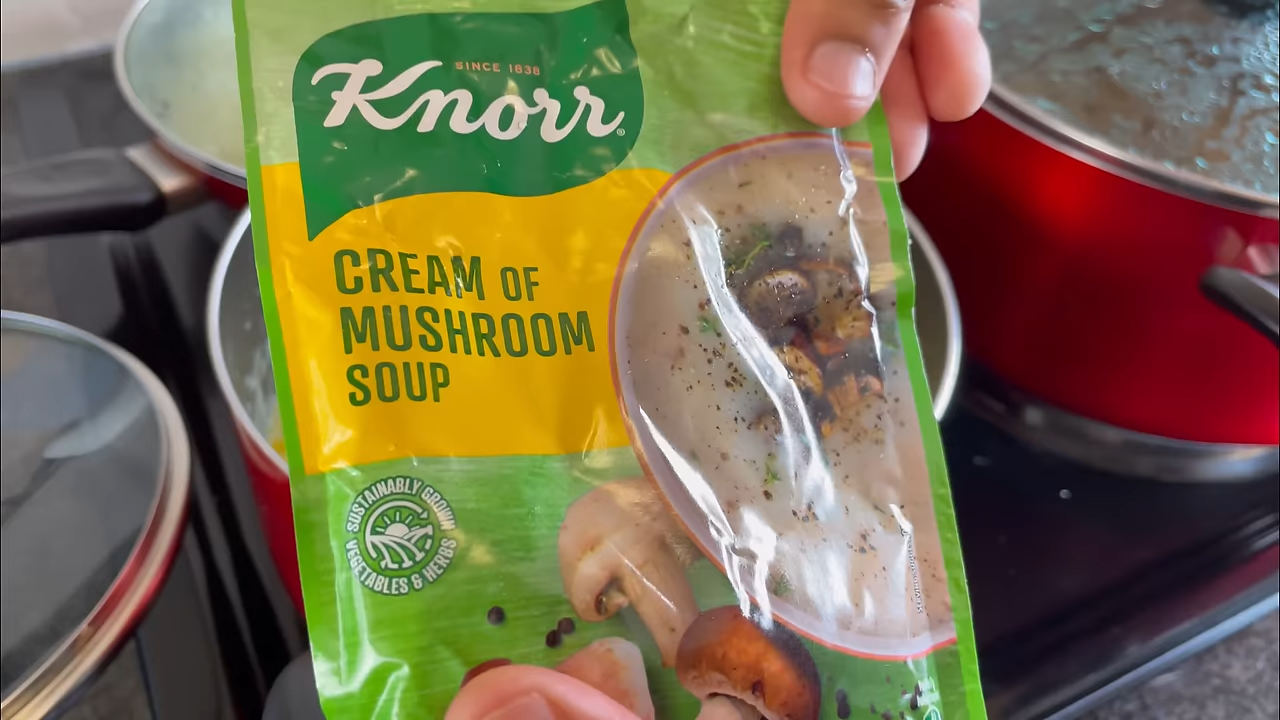 SINCE 1838
Knorr®
CREAM OF
MUSHROOM
SOUP
SUSTAINABLY GROWN
VEGETABLES & HERBS